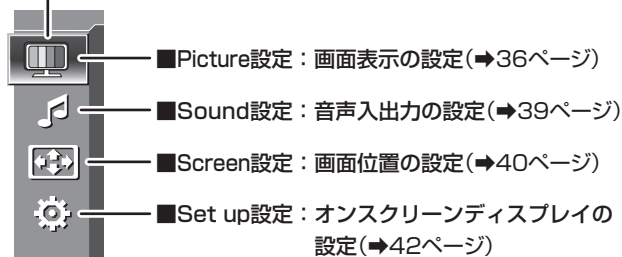 ■Picture設定：画面表示の設定(➡36ページ)
■Sound設定：音声入出力の設定(➡39ページ)
■Screen設定：画面位置の設定(➡40ページ)
■Set up設定：オンスクリーンディスプレイの
設定(➡42ページ)